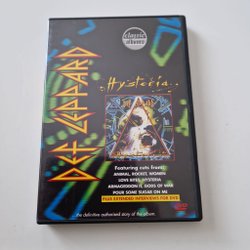 classic
albums
DEF LEPPARD
Hysteria
Featuring cuts from:
ANIMAL, ROCKET, WOMEN
LOVE BITES, HYSTERIA
ARMAGEDDON IT, GODS OF WAR
POUR SOME SUGAR ON ME
PLUS EXTENDED INTERVIEWS FOR DVD
the definitive authorised story of the album